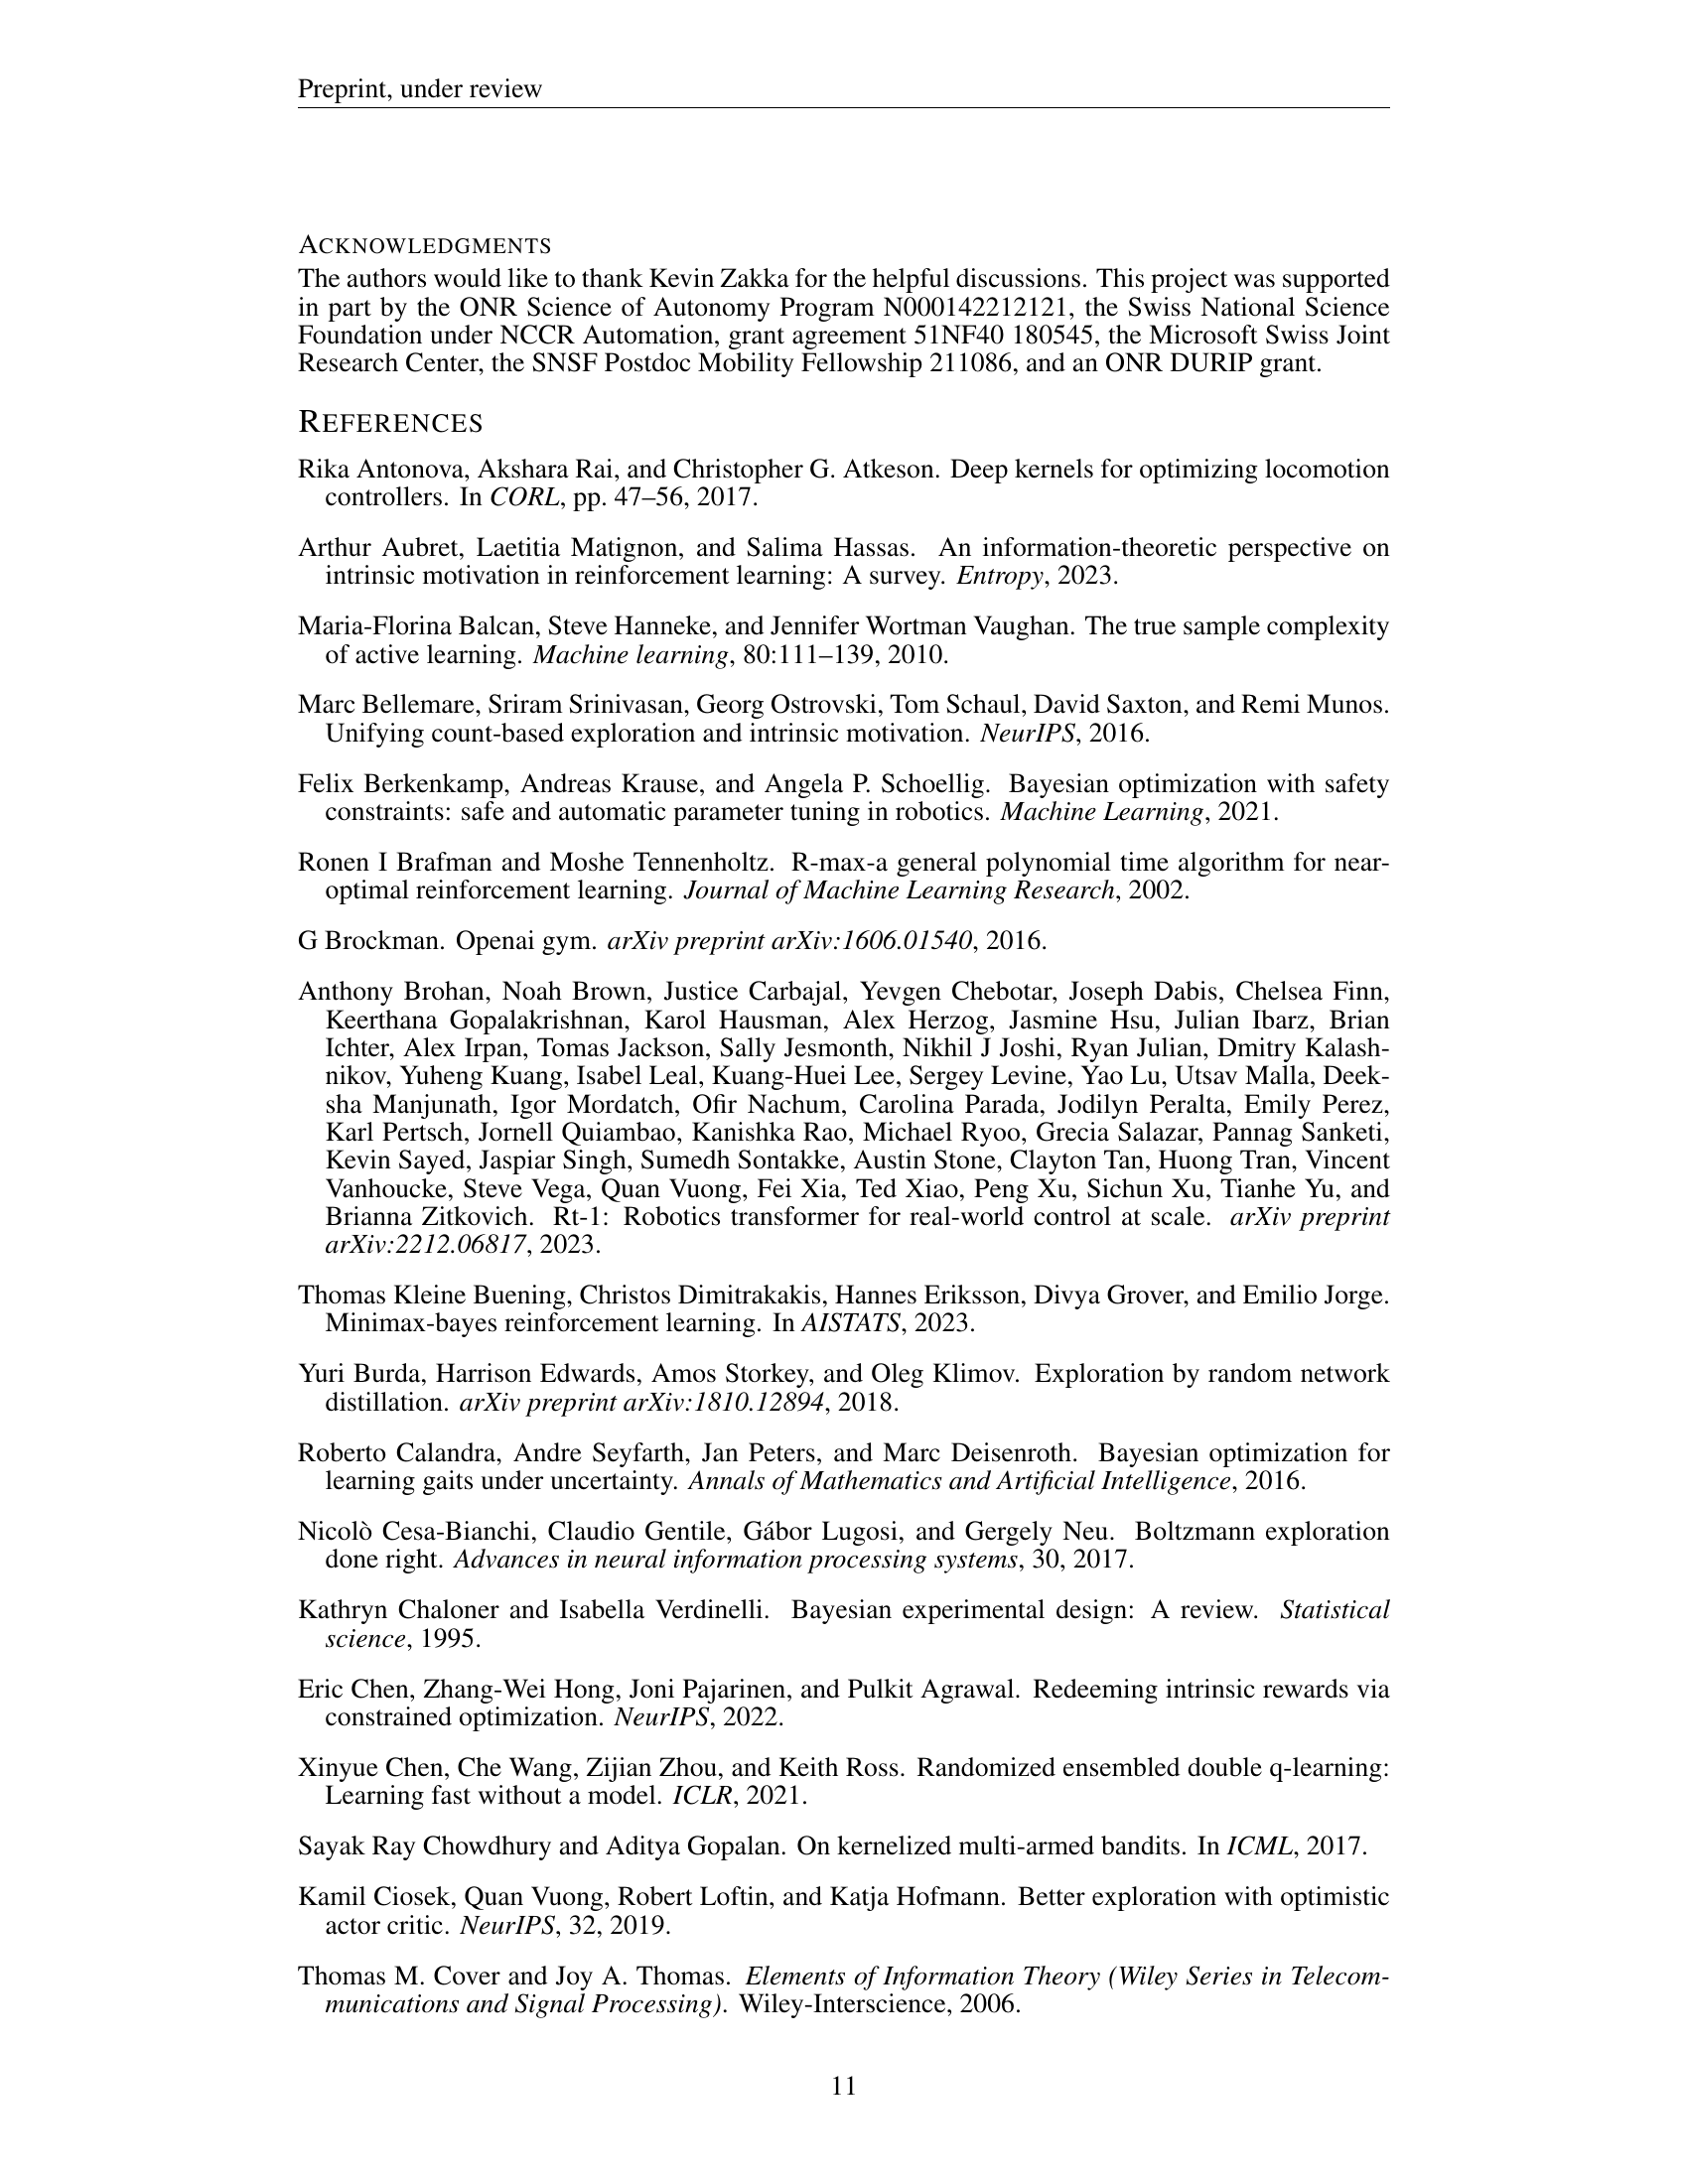 Preprint, under review
ACKNOWLEDGMENTS
The authors would like to thank Kevin Zakka for the helpful discussions. This project was supported
in part by the ONR Science of Autonomy Program N000142212121, the Swiss National Science
Foundation under NCCR Automation, grant agreement 51NF40 180545, the Microsoft Swiss Joint
Research Center, the SNSF Postdoc Mobility Fellowship 211086, and an ONR DURIP grant.
REFERENCES
Rika Antonova, Akshara Rai, and Christopher G. Atkeson. Deep kernels for optimizing locomotion
controllers. In CORL, pp. 47–56, 2017.
Arthur Aubret, Laetitia Matignon, and Salima Hassas. An information-theoretic perspective on
intrinsic motivation in reinforcement learning: A survey. Entropy, 2023.
Maria-Florina Balcan, Steve Hanneke, and Jennifer Wortman Vaughan. The true sample complexity
of active learning. Machine learning, 80:111–139, 2010.
Marc Bellemare, Sriram Srinivasan, Georg Ostrovski, Tom Schaul, David Saxton, and Remi Munos.
Unifying count-based exploration and intrinsic motivation. NeurIPS, 2016.
Felix Berkenkamp, Andreas Krause, and Angela P. Schoellig. Bayesian optimization with safety
constraints: safe and automatic parameter tuning in robotics. Machine Learning, 2021.
Ronen I Brafman and Moshe Tennenholtz. R-max-a general polynomial time algorithm for near-
optimal reinforcement learning. Journal of Machine Learning Research, 2002.
G Brockman. Openai gym. arXiv preprint arXiv:1606.01540, 2016.
Anthony Brohan, Noah Brown, Justice Carbajal, Yevgen Chebotar, Joseph Dabis, Chelsea Finn,
Keerthana Gopalakrishnan, Karol Hausman, Alex Herzog, Jasmine Hsu, Julian Ibarz, Brian
Ichter, Alex Irpan, Tomas Jackson, Sally Jesmonth, Nikhil J Joshi, Ryan Julian, Dmitry Kalash-
nikov, Yuheng Kuang, Isabel Leal, Kuang-Huei Lee, Sergey Levine, Yao Lu, Utsav Malla, Deek-
sha Manjunath, Igor Mordatch, Ofir Nachum, Carolina Parada, Jodilyn Peralta, Emily Perez,
Karl Pertsch, Jornell Quiambao, Kanishka Rao, Michael Ryoo, Grecia Salazar, Pannag Sanketi,
Kevin Sayed, Jaspiar Singh, Sumedh Sontakke, Austin Stone, Clayton Tan, Huong Tran, Vincent
Vanhoucke, Steve Vega, Quan Vuong, Fei Xia, Ted Xiao, Peng Xu, Sichun Xu, Tianhe Yu, and
Brianna Zitkovich. Rt-1: Robotics transformer for real-world control at scale. arXiv preprint
arXiv:2212.06817, 2023.
Thomas Kleine Buening, Christos Dimitrakakis, Hannes Eriksson, Divya Grover, and Emilio Jorge.
Minimax-bayes reinforcement learning. In AISTATS, 2023.
Yuri Burda, Harrison Edwards, Amos Storkey, and Oleg Klimov. Exploration by random network
distillation. arXiv preprint arXiv:1810.12894, 2018.
Roberto Calandra, Andre Seyfarth, Jan Peters, and Marc Deisenroth. Bayesian optimization for
learning gaits under uncertainty. Annals of Mathematics and Artificial Intelligence, 2016.
Nicolò Cesa-Bianchi, Claudio Gentile, Gábor Lugosi, and Gergely Neu. Boltzmann exploration
done right. Advances in neural information processing systems, 30, 2017.
Kathryn Chaloner and Isabella Verdinelli. Bayesian experimental design: A review. Statistical
science, 1995.
Eric Chen, Zhang-Wei Hong, Joni Pajarinen, and Pulkit Agrawal. Redeeming intrinsic rewards via
constrained optimization. NeurIPS, 2022.
Xinyue Chen, Che Wang, Zijian Zhou, and Keith Ross. Randomized ensembled double q-learning:
Learning fast without a model. ICLR, 2021.
Sayak Ray Chowdhury and Aditya Gopalan. On kernelized multi-armed bandits. In ICML, 2017.
Kamil Ciosek, Quan Vuong, Robert Loftin, and Katja Hofmann. Better exploration with optimistic
actor critic. NeurIPS, 32, 2019.
Thomas M. Cover and Joy A. Thomas. Elements of Information Theory (Wiley Series in Telecom-
munications and Signal Processing). Wiley-Interscience, 2006.
11